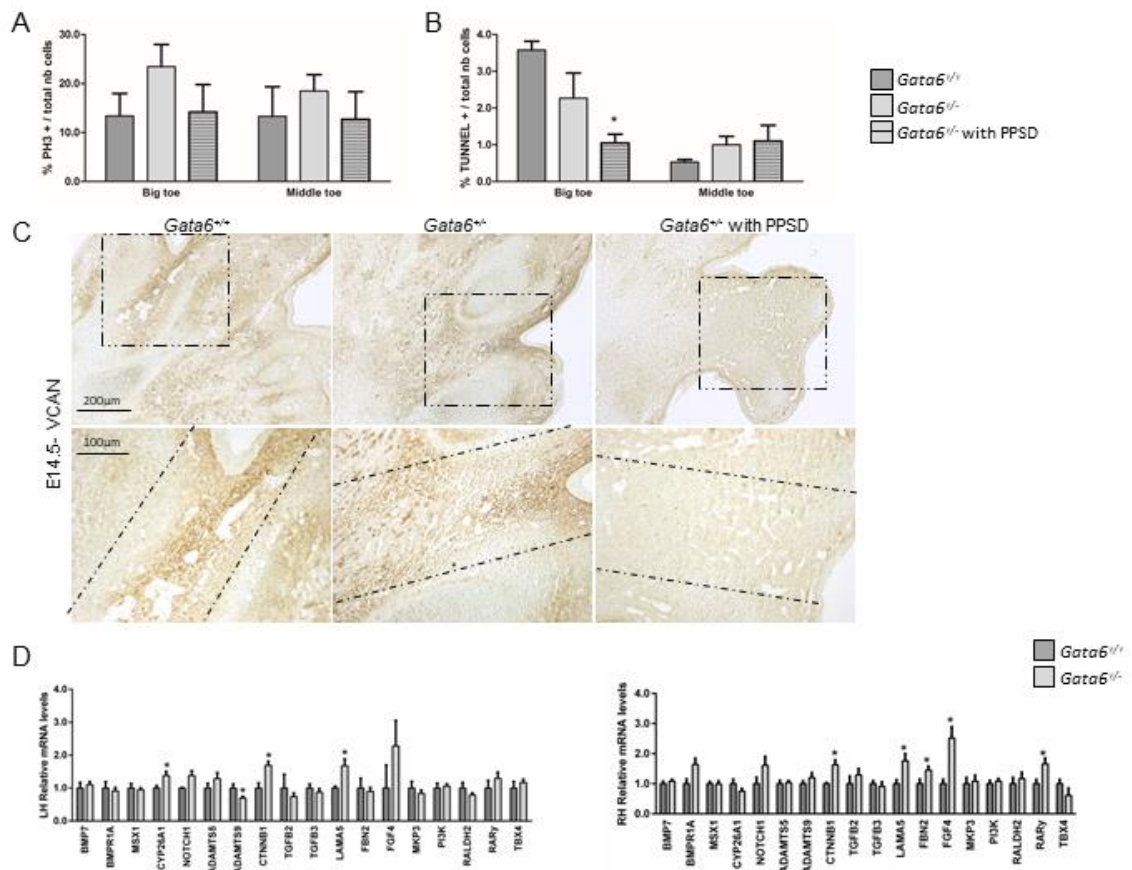 A
% PH3 + / total nb cells
30.0
20.0
10.0
0.0
Big toe
Middle toe
B
% TUNNEL + / total nb cells
4.0
3.0
2.0
1.0
0.0
*
Big toe
Middle toe
Gata6+/+
Gata6+/-
Gata6+/- with PPSD
C
Gata6+/+
Gata6+/-
Gata6+/- with PPSD
E14.5- VCAN
200µm
100µm
D
LH Relative mRNA levels
4.0
3.0
2.0
1.0
0.0
* * * *
BMP7
BMPR1A
MSX1
CYP26A1
NOTCH1
ADAMTS5
ADAMTS9
CTNNB1
TGFB2
TGFB3
LAMA5
FBN2
FGF4
MKP3
PI3K
RALDH2
RARy
TBX4
RH Relative mRNA levels
4.0
3.0
2.0
1.0
0.0
* * * * *
BMP7
BMPR1A
MSX1
CYP26A1
NOTCH1
ADAMTS5
ADAMTS9
CTNNB1
TGFB2
TGFB3
LAMA5
FBN2
FGF4
MKP3
PI3K
RALDH2
RARy
TBX4
Gata6+/+
Gata6+/-